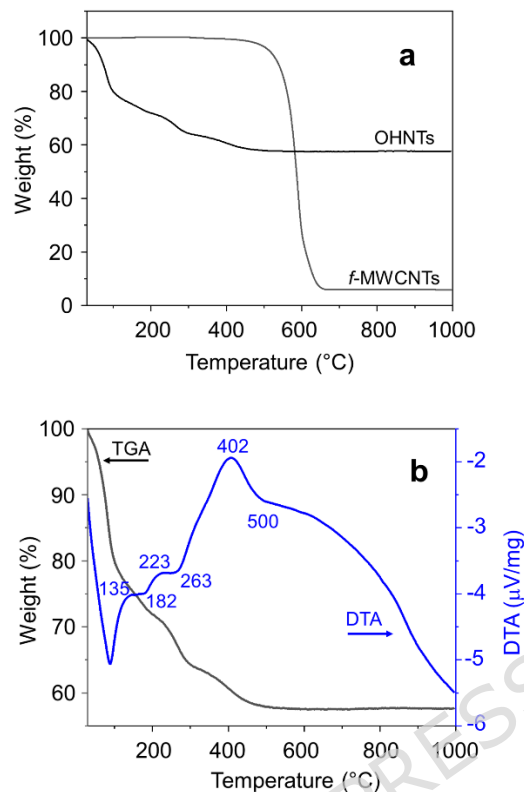 a
100
80
60
40
20
0
Weight (%)
OHNTs
f-MWCNTs
200 400 600 800 1000
Temperature (°C)
b
100
90
80
70
60
Weight (%)
TGA
402
500
223
263
135
182
DTA
-2
-3
-4
-5
-6
DTA (µV/mg)
200 400 600 800 1000
Temperature (°C)
PRESS